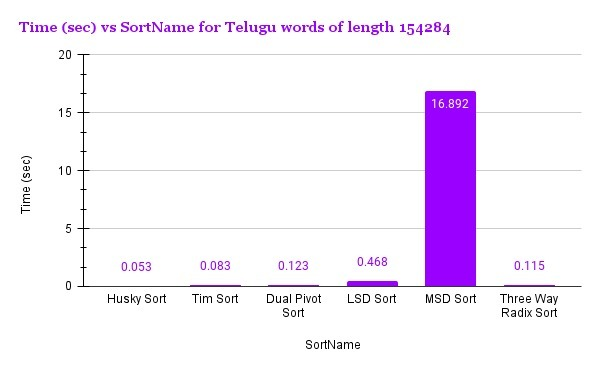 Time (sec) vs SortName for Telugu words of length 154284
20
15
10
5
0
Time (sec)
0.053
0.083
0.123
0.468
16.892
0.115
Husky Sort
Tim Sort
Dual Pivot
Sort
LSD Sort
MSD Sort
Three Way
Radix Sort
SortName